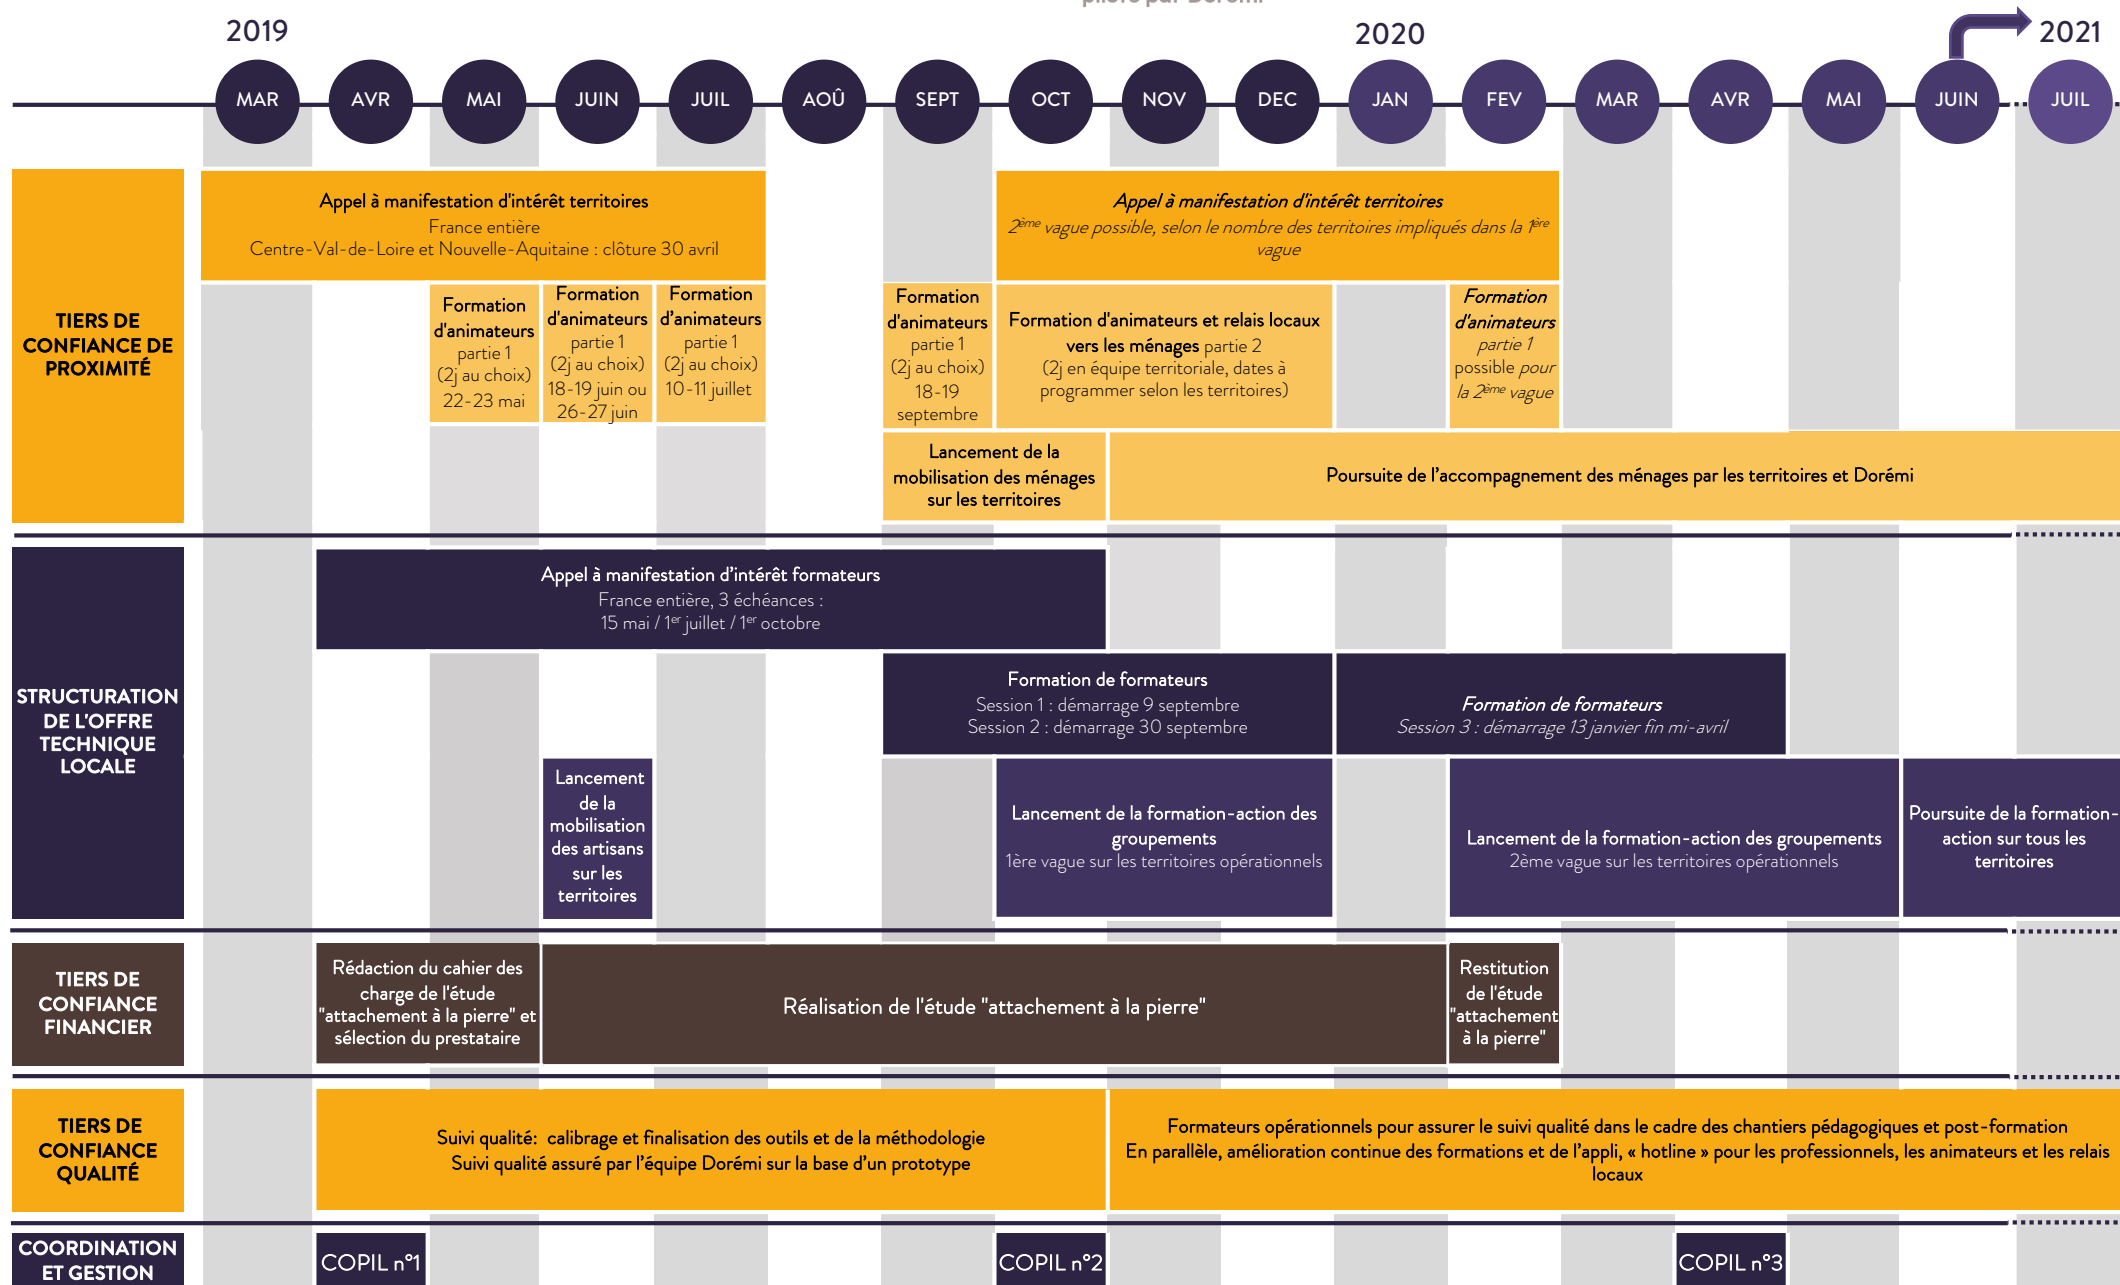 piloté par Dorémi
2019
2020
2021
MAR
AVR
MAI
JUIN
JUIL
AOÛ
SEPT
OCT
NOV
DEC
JAN
FEV
MAR
AVR
MAI
JUIN
JUIL
TIERS DE
CONFIANCE DE
PROXIMITÉ
Appel à manifestation d'intérêt territoires
France entière
Centre-Val-de-Loire et Nouvelle-Aquitaine : clôture 30 avril
Appel à manifestation d'intérêt territoires
2ème vague possible, selon le nombre des territoires impliqués dans la 1ère
vague
Formation
d'animateurs
partie 1
(2j au choix)
22-23 mai
Formation
d'animateurs
partie 1
(2j au choix)
18-19 juin ou
26-27 juin
Formation
d’animateurs
partie 1
(2j au choix)
10-11 juillet
Formation
d'animateurs
partie 1
(2j au choix)
18-19
septembre
Formation d'animateurs et relais locaux
vers les ménages partie 2
(2j en équipe territoriale, dates à
programmer selon les territoires)
Formation
d'animateurs
partie 1
possible pour
la 2ème vague
Lancement de la
mobilisation des ménages
sur les territoires
Poursuite de l’accompagnement des ménages par les territoires et Dorémi
STRUCTURATION
DE L'OFFRE
TECHNIQUE
LOCALE
Appel à manifestation d’intérêt formateurs
France entière, 3 échéances :
15 mai / 1er juillet / 1er octobre
Formation de formateurs
Session 1 : démarrage 9 septembre
Session 2 : démarrage 30 septembre
Formation de formateurs
Session 3 : démarrage 13 janvier fin mi-avril
Lancement
de la
mobilisation
des artisans
sur les
territoires
Lancement de la formation-action des
groupements
1ère vague sur les territoires opérationnels
Lancement de la formation-action des groupements
2ème vague sur les territoires opérationnels
Poursuite de la formation-
action sur tous les
territoires
TIERS DE
CONFIANCE
FINANCIER
Rédaction du cahier des
charge de l'étude
"attachement à la pierre" et
sélection du prestataire
Réalisation de l'étude "attachement à la pierre"
Restitution
de l'étude
"attachement
à la pierre"
TIERS DE
CONFIANCE
QUALITÉ
Suivi qualité: calibrage et finalisation des outils et de la méthodologie
Suivi qualité assuré par l’équipe Dorémi sur la base d’un prototype
Formateurs opérationnels pour assurer le suivi qualité dans le cadre des chantiers pédagogiques et post-formation
En parallèle, amélioration continue des formations et de l’appli, « hotline » pour les professionnels, les animateurs et les relais
locaux
COORDINATION
ET GESTION
COPIL n°1
COPIL n°2
COPIL n°3